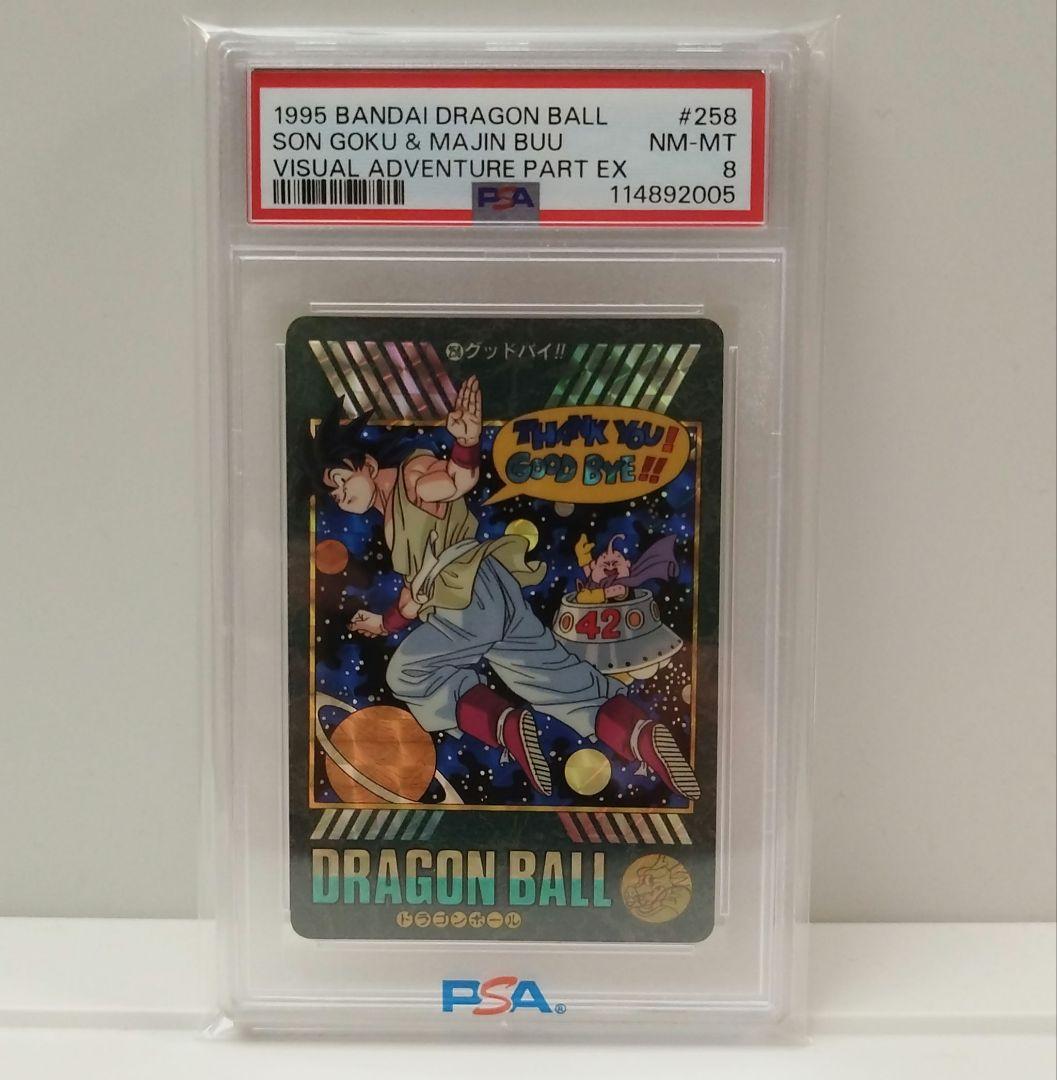 1995 BANDAI DRAGON BALL #258
SON GOKU & MAJIN BUU NM-MT
VISUAL ADVENTURE PART EX 8
PSA 114892005
258 グッドバイ!!
THANK YOU!
GOOD BYE!!
42
DRAGON BALL
ドラゴンボール
PSA®